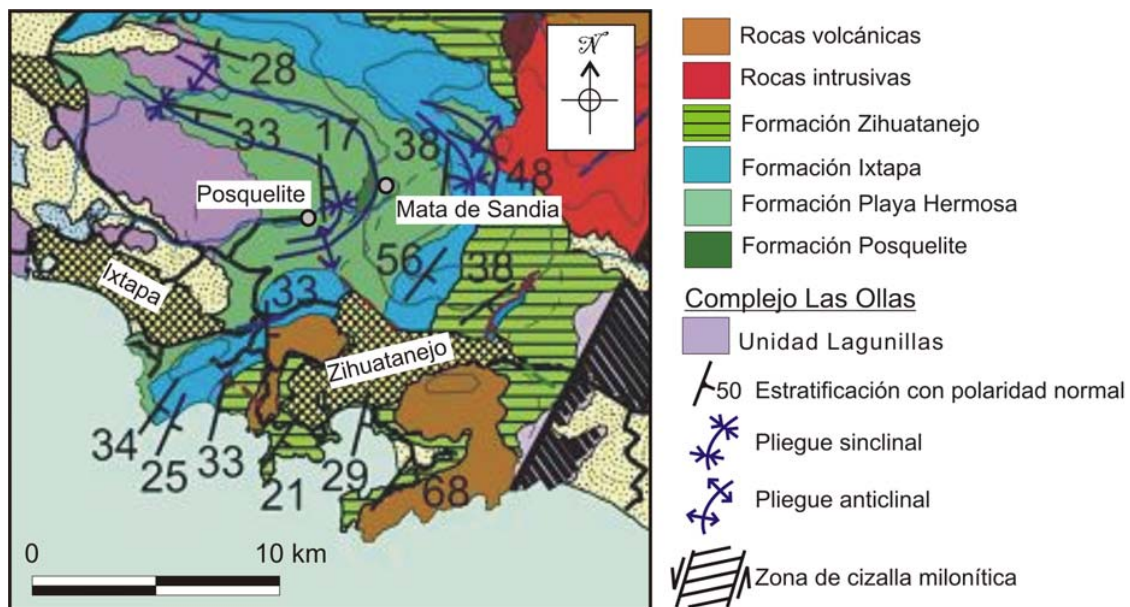 28
33
17
38
48
Posquelite
Mata de Sandia
56
38
Ixtapa
33
Zihuatanejo
34
25
33
21
29
68
0
10 km
N
Rocas volcánicas
Rocas intrusivas
Formación Zihuatanejo
Formación Ixtapa
Formación Playa Hermosa
Formación Posquelite
Complejo Las Ollas
Unidad Lagunillas
50 Estratificación con polaridad normal
Pliegue sinclinal
Pliegue anticlinal
Zona de cizalla milonítica